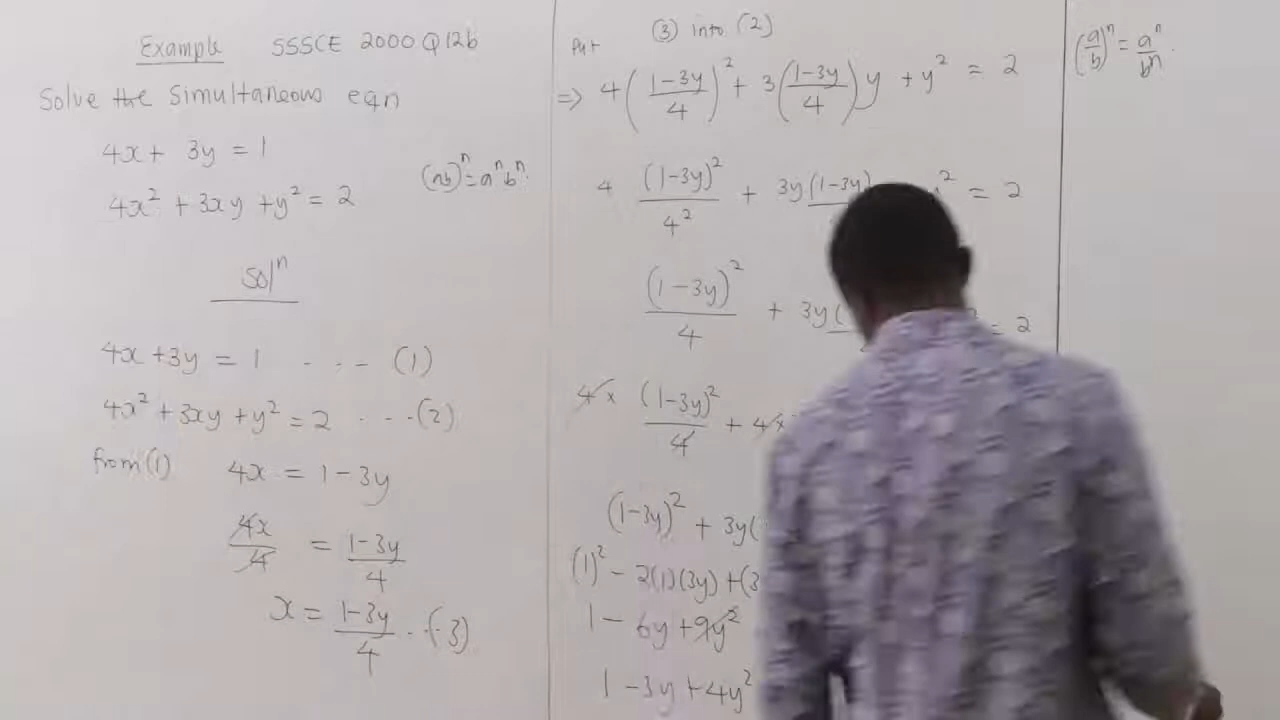 Example SSSCE 2000 Q12b
Solve the Simultaneous eqn
4x + 3y = 1
4x² + 3xy + y² = 2
(ab)ⁿ = aⁿbⁿ
Solⁿ
4x + 3y = 1 . . . - (1)
4x² + 3xy + y² = 2 . . . -(2)
from (1) 4x = 1 - 3y
4x/4 = (1-3y)/4
x = (1-3y)/4 . . (3)
Put (3) into (2)
=> 4((1-3y)/4)² + 3((1-3y)/4)y + y² = 2
4 (1-3y)²/4² + 3y(1-3y) y² = 2
(1-3y)²/4 + 3y( = 2
4 × (1-3y)²/4 + 4×
(1-3y)² + 3y(
(1)² - 2(1)(3y) + (3
1 - 6y + 9y²
1 - 3y + 4y²
(a/b)ⁿ = aⁿ/bⁿ.